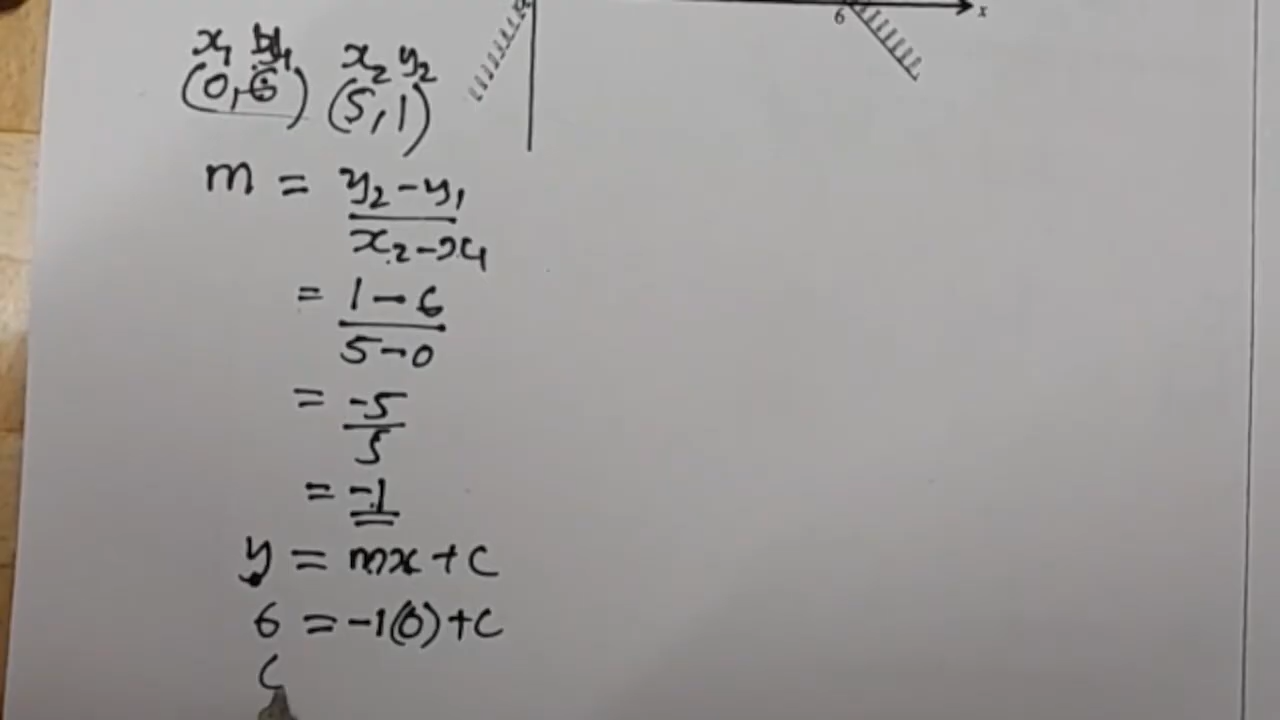 6 x
x₁ y₁ x₂ y₂
(0,6) (5,1)
m = y₂-y₁/x₂-x₁
= 1-6/5-0
= -5/5
= -1
y = mx+c
6 = -1(0)+c